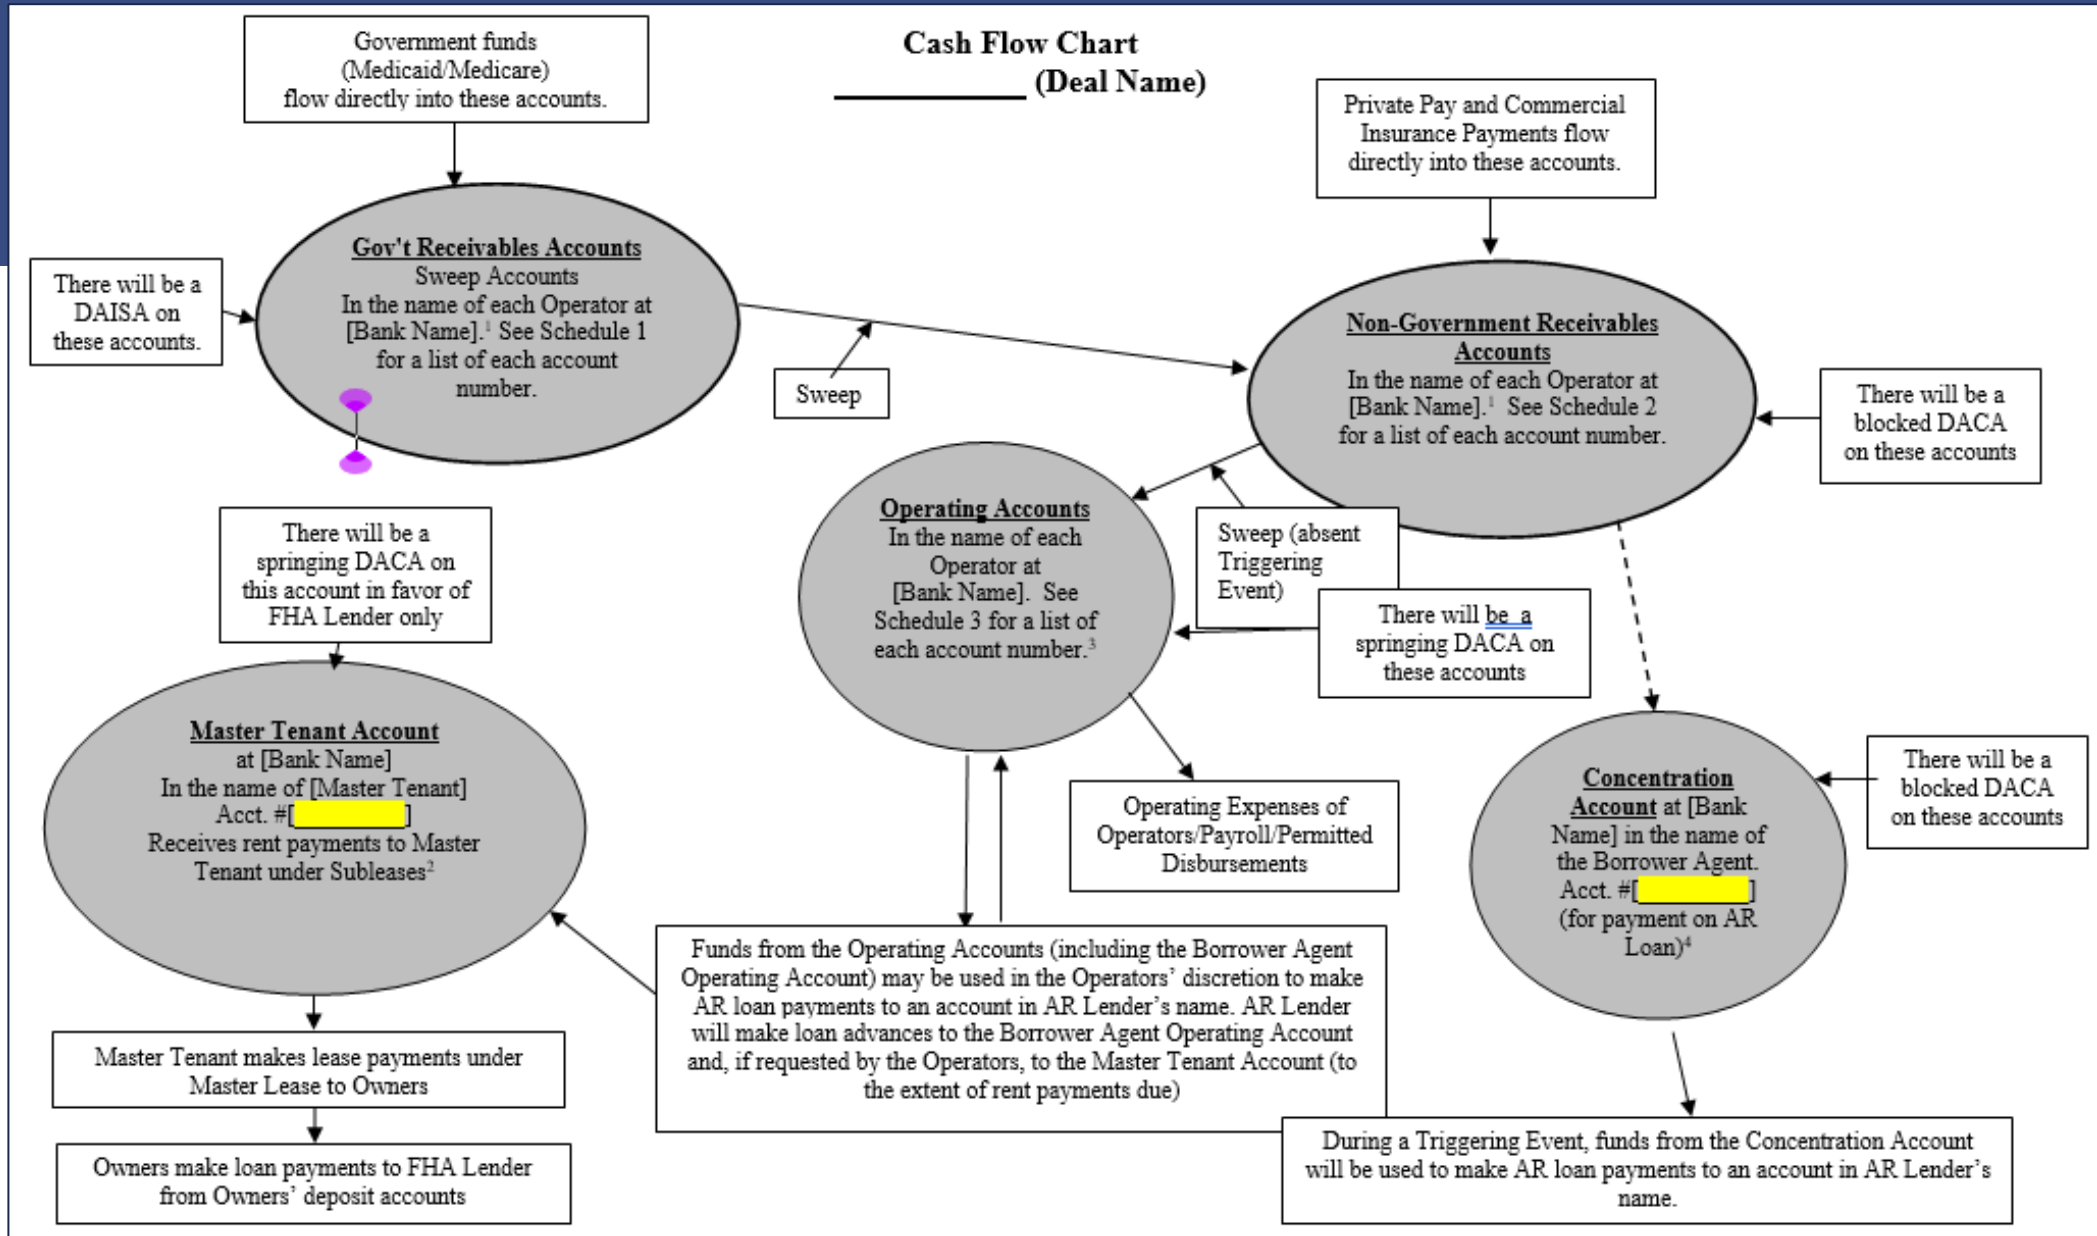 Cash Flow Chart
____________ (Deal Name)
Government funds
(Medicaid/Medicare)
flow directly into these accounts.
Private Pay and Commercial
Insurance Payments flow
directly into these accounts.
There will be a
DAISA on
these accounts.
Gov't Receivables Accounts
Sweep Accounts
In the name of each Operator at
[Bank Name].¹ See Schedule 1
for a list of each account
number.
Sweep
Non-Government Receivables
Accounts
In the name of each Operator at
[Bank Name].¹ See Schedule 2
for a list of each account number.
There will be a
blocked DACA
on these accounts
There will be a
springing DACA on
this account in favor of
FHA Lender only
Operating Accounts
In the name of each
Operator at
[Bank Name]. See
Schedule 3 for a list of
each account number.³
Sweep (absent
Triggering
Event)
There will be a
springing DACA on
these accounts
Master Tenant Account
at [Bank Name]
In the name of [Master Tenant]
Acct. #[ ]
Receives rent payments to Master
Tenant under Subleases²
Operating Expenses of
Operators/Payroll/Permitted
Disbursements
Concentration
Account at [Bank
Name] in the name of
the Borrower Agent.
Acct. #[ ]
(for payment on AR
Loan)⁴
There will be a
blocked DACA
on these accounts
Funds from the Operating Accounts (including the Borrower Agent
Operating Account) may be used in the Operators’ discretion to make
AR loan payments to an account in AR Lender’s name. AR Lender
will make loan advances to the Borrower Agent Operating Account
and, if requested by the Operators, to the Master Tenant Account (to
the extent of rent payments due)
Master Tenant makes lease payments under
Master Lease to Owners
Owners make loan payments to FHA Lender
from Owners’ deposit accounts
During a Triggering Event, funds from the Concentration Account
will be used to make AR loan payments to an account in AR Lender’s
name.